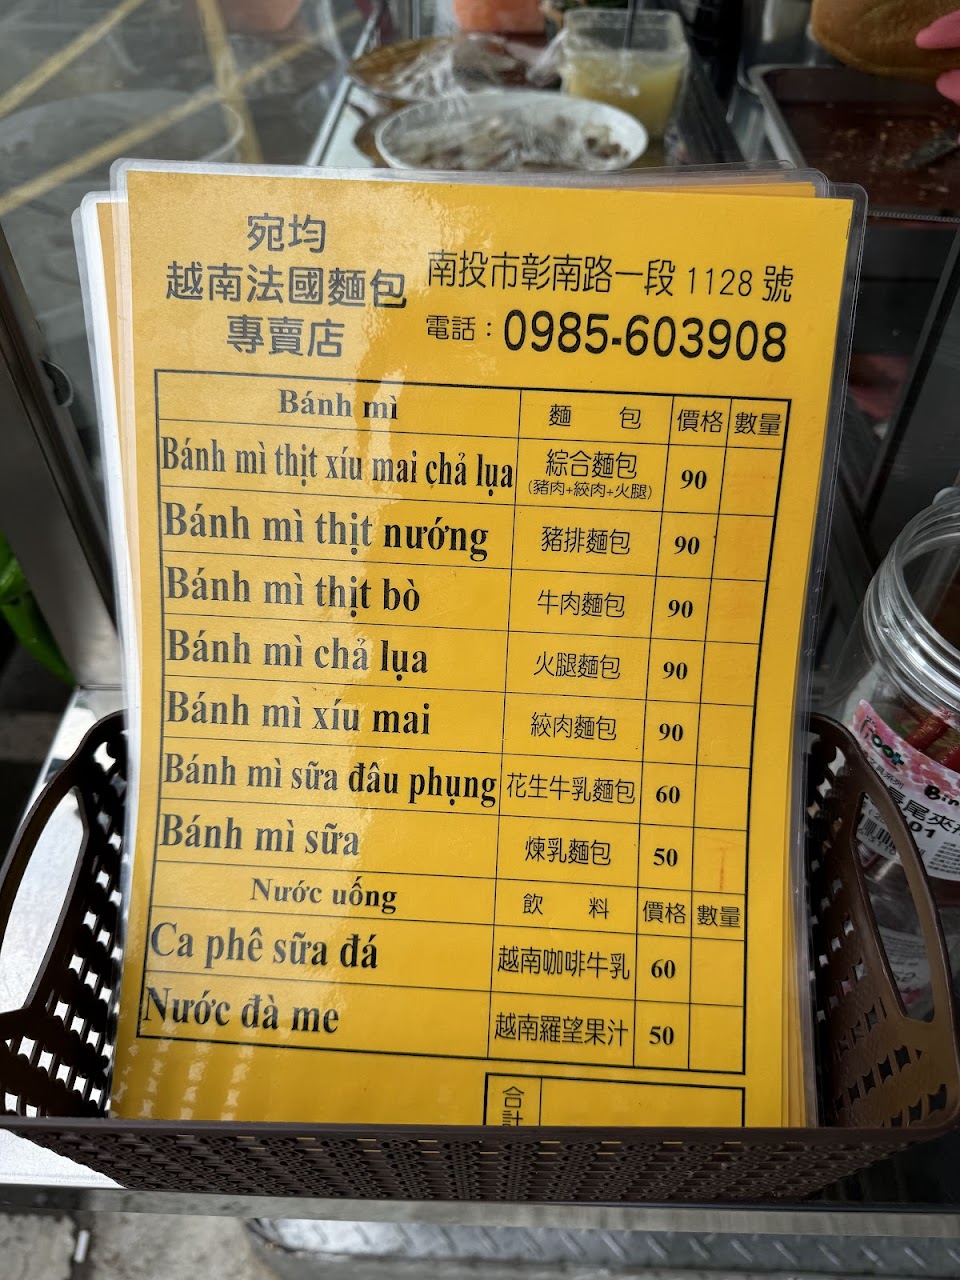 宛均
越南法國麵包
專賣店
南投市彰南路一段 1128 號
電話：0985-603908
Bánh mì 麵 包 價格 數量
Bánh mì thịt xíu mai chả lụa 綜合麵包 (豬肉+絞肉+火腿) 90
Bánh mì thịt nướng 豬排麵包 90
Bánh mì thịt bò 牛肉麵包 90
Bánh mì chả lụa 火腿麵包 90
Bánh mì xíu mai 絞肉麵包 90
Bánh mì sữa đâu phụng 花生牛乳麵包 60
Bánh mì sữa 煉乳麵包 50
Nước uống 飲 料 價格 數量
Ca phê sữa đá 越南咖啡牛乳 60
Nước đà me 越南羅望果汁 50
合計
長尾夾